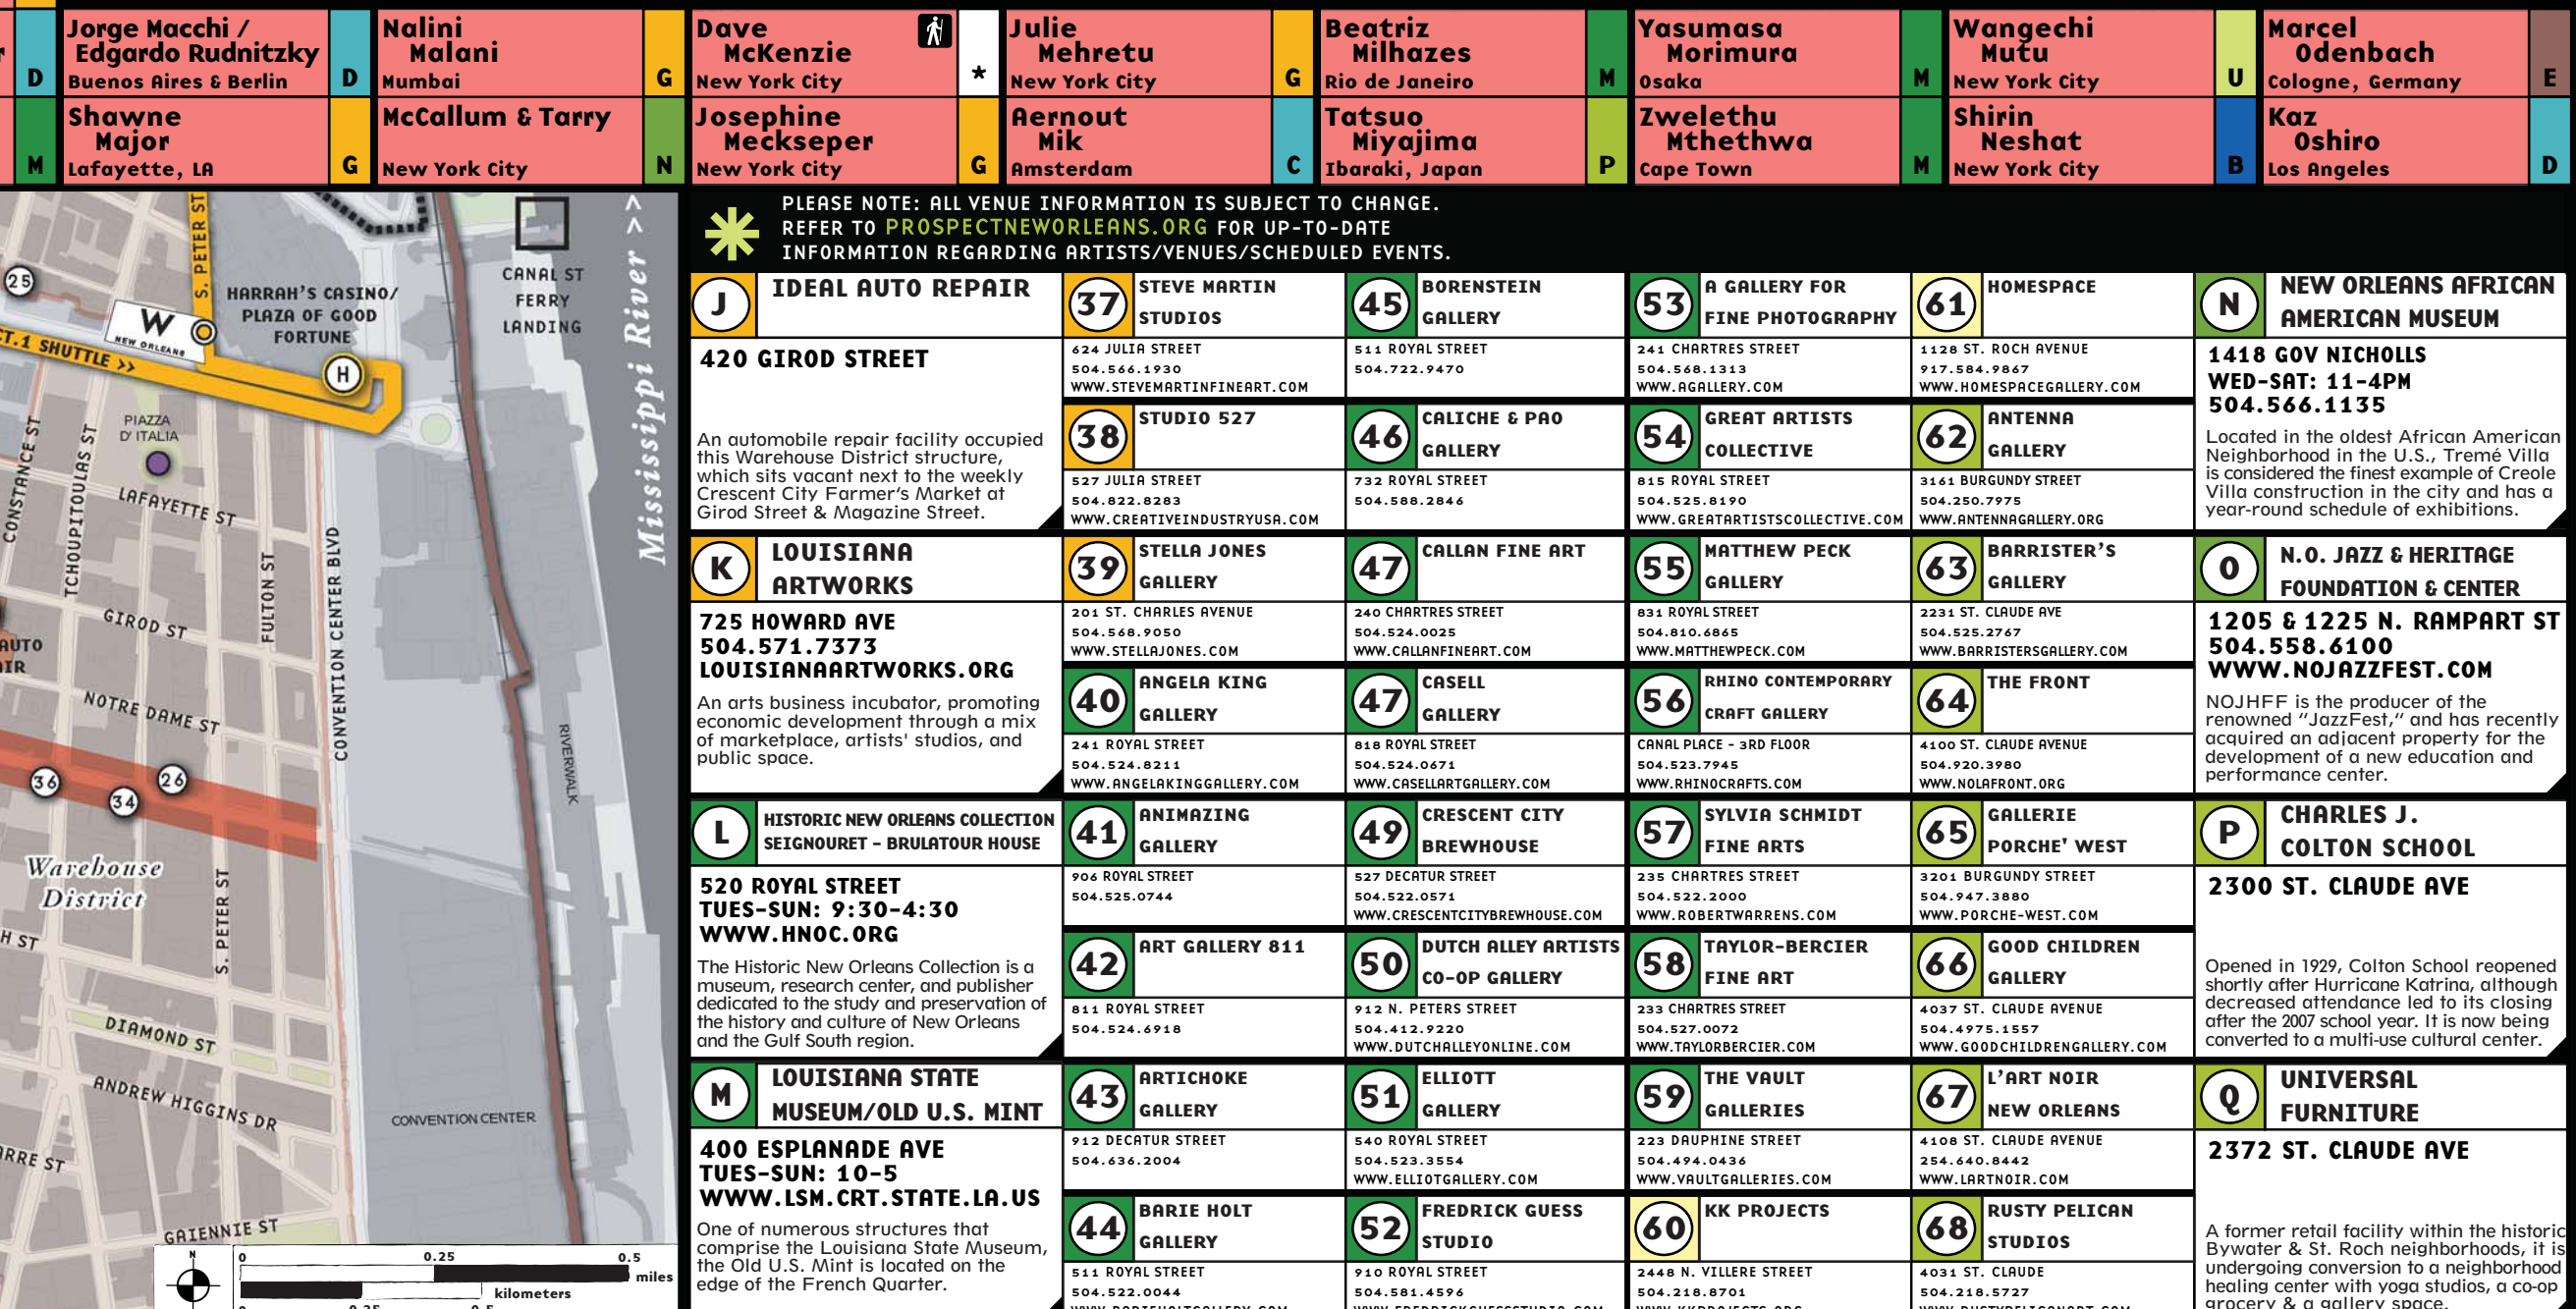 D
Jorge Macchi /
Edgardo Rudnitzky
Buenos Aires & Berlin
D
Nalini
Malani
Mumbai
G
Dave
McKenzie
New York City
*
Julie
Mehretu
New York City
G
Beatriz
Milhazes
Rio de Janeiro
M
Yasumasa
Morimura
Osaka
M
Wangechi
Mutu
New York City
U
Marcel
Odenbach
Cologne, Germany
E
M
Shawne
Major
Lafayette, LA
G
McCallum & Tarry
New York City
N
Josephine
Meckseper
New York City
G
Aernout
Mik
Amsterdam
C
Tatsuo
Miyajima
Ibaraki, Japan
P
Zwelethu
Mthethwa
Cape Town
M
Shirin
Neshat
New York City
B
Kaz
Oshiro
Los Angeles
D
S. PETER ST
25
HARRAH'S CASINO/
PLAZA OF GOOD
FORTUNE
CANAL ST
FERRY
LANDING
Mississippi River >>
W
NEW ORLEANS
CT.1 SHUTTLE >>
H
PIAZZA
D' ITALIA
CONSTANCE ST
TCHOUPITOULAS ST
LAFAYETTE ST
FULTON ST
CONVENTION CENTER BLVD
GIROD ST
AUTO
IR
NOTRE DAME ST
RIVERWALK
36
34
26
Warehouse
District
S. PETER ST
H ST
DIAMOND ST
ANDREW HIGGINS DR
CONVENTION CENTER
RRE ST
GAIENNIE ST
N
0 0.25 0.5
miles
kilometers
0.25 0.5
PLEASE NOTE: ALL VENUE INFORMATION IS SUBJECT TO CHANGE.
REFER TO PROSPECTNEWORLEANS.ORG FOR UP-TO-DATE
INFORMATION REGARDING ARTISTS/VENUES/SCHEDULED EVENTS.
J
IDEAL AUTO REPAIR
420 GIROD STREET
An automobile repair facility occupied
this Warehouse District structure,
which sits vacant next to the weekly
Crescent City Farmer's Market at
Girod Street & Magazine Street.
K
LOUISIANA
ARTWORKS
725 HOWARD AVE
504.571.7373
LOUISIANAARTWORKS.ORG
An arts business incubator, promoting
economic development through a mix
of marketplace, artists' studios, and
public space.
L
HISTORIC NEW ORLEANS COLLECTION
SEIGNOURET - BRULATOUR HOUSE
520 ROYAL STREET
TUES-SUN: 9:30-4:30
WWW.HNOC.ORG
The Historic New Orleans Collection is a
museum, research center, and publisher
dedicated to the study and preservation of
the history and culture of New Orleans
and the Gulf South region.
M
LOUISIANA STATE
MUSEUM/OLD U.S. MINT
400 ESPLANADE AVE
TUES-SUN: 10-5
WWW.LSM.CRT.STATE.LA.US
One of numerous structures that
comprise the Louisiana State Museum,
the Old U.S. Mint is located on the
edge of the French Quarter.
37
STEVE MARTIN
STUDIOS
624 JULIA STREET
504.566.1930
WWW.STEVEMARTINFINEART.COM
38
STUDIO 527
527 JULIA STREET
504.822.8283
WWW.CREATIVEINDUSTRYUSA.COM
39
STELLA JONES
GALLERY
201 ST. CHARLES AVENUE
504.568.9050
WWW.STELLAJONES.COM
40
ANGELA KING
GALLERY
241 ROYAL STREET
504.524.8211
WWW.ANGELAKINGGALLERY.COM
41
ANIMAZING
GALLERY
906 ROYAL STREET
504.525.0744
42
ART GALLERY 811
811 ROYAL STREET
504.524.6918
43
ARTICHOKE
GALLERY
912 DECATUR STREET
504.636.2004
44
BARIE HOLT
GALLERY
511 ROYAL STREET
504.522.0044
45
BORENSTEIN
GALLERY
511 ROYAL STREET
504.722.9470
46
CALICHE & PAO
GALLERY
732 ROYAL STREET
504.588.2846
47
CALLAN FINE ART
240 CHARTRES STREET
504.524.0025
WWW.CALLANFINEART.COM
47
CASELL
GALLERY
818 ROYAL STREET
504.524.0671
WWW.CASELLARTGALLERY.COM
49
CRESCENT CITY
BREWHOUSE
527 DECATUR STREET
504.522.0571
WWW.CRESCENTCITYBREWHOUSE.COM
50
DUTCH ALLEY ARTISTS
CO-OP GALLERY
912 N. PETERS STREET
504.412.9220
WWW.DUTCHALLEYONLINE.COM
51
ELLIOTT
GALLERY
540 ROYAL STREET
504.523.3554
WWW.ELLIOTGALLERY.COM
52
FREDRICK GUESS
STUDIO
910 ROYAL STREET
504.581.4596
53
A GALLERY FOR
FINE PHOTOGRAPHY
241 CHARTRES STREET
504.568.1313
WWW.AGALLERY.COM
54
GREAT ARTISTS
COLLECTIVE
815 ROYAL STREET
504.525.8190
WWW.GREATARTISTSCOLLECTIVE.COM
55
MATTHEW PECK
GALLERY
831 ROYAL STREET
504.810.6865
WWW.MATTHEWPECK.COM
56
RHINO CONTEMPORARY
CRAFT GALLERY
CANAL PLACE - 3RD FLOOR
504.523.7945
WWW.RHINOCRAFTS.COM
57
SYLVIA SCHMIDT
FINE ARTS
235 CHARTRES STREET
504.522.2000
WWW.ROBERTWARRENS.COM
58
TAYLOR-BERCIER
FINE ART
233 CHARTRES STREET
504.527.0072
WWW.TAYLORBERCIER.COM
59
THE VAULT
GALLERIES
223 DAUPHINE STREET
504.494.0436
WWW.VAULTGALLERIES.COM
60
KK PROJECTS
2448 N. VILLERE STREET
504.218.8701
61
HOMESPACE
1128 ST. ROCH AVENUE
917.584.9867
WWW.HOMESPACEGALLERY.COM
62
ANTENNA
GALLERY
3161 BURGUNDY STREET
504.250.7975
WWW.ANTENNAGALLERY.ORG
63
BARRISTER'S
GALLERY
2231 ST. CLAUDE AVE
504.525.2767
WWW.BARRISTERSGALLERY.COM
64
THE FRONT
4100 ST. CLAUDE AVENUE
504.920.3980
WWW.NOLAFRONT.ORG
65
GALLERIE
PORCHE' WEST
3201 BURGUNDY STREET
504.947.3880
WWW.PORCHE-WEST.COM
66
GOOD CHILDREN
GALLERY
4037 ST. CLAUDE AVENUE
504.4975.1557
WWW.GOODCHILDRENGALLERY.COM
67
L'ART NOIR
NEW ORLEANS
4108 ST. CLAUDE AVENUE
254.640.8442
WWW.LARTNOIR.COM
68
RUSTY PELICAN
STUDIOS
4031 ST. CLAUDE
504.218.5727
N
NEW ORLEANS AFRICAN
AMERICAN MUSEUM
1418 GOV NICHOLLS
WED-SAT: 11-4PM
504.566.1135
Located in the oldest African American
Neighborhood in the U.S., Tremé Villa
is considered the finest example of Creole
Villa construction in the city and has a
year-round schedule of exhibitions.
O
N.O. JAZZ & HERITAGE
FOUNDATION & CENTER
1205 & 1225 N. RAMPART ST
504.558.6100
WWW.NOJAZZFEST.COM
NOJHFF is the producer of the
renowned "JazzFest," and has recently
acquired an adjacent property for the
development of a new education and
performance center.
P
CHARLES J.
COLTON SCHOOL
2300 ST. CLAUDE AVE
Opened in 1929, Colton School reopened
shortly after Hurricane Katrina, although
decreased attendance led to its closing
after the 2007 school year. It is now being
converted to a multi-use cultural center.
Q
UNIVERSAL
FURNITURE
2372 ST. CLAUDE AVE
A former retail facility within the historic
Bywater & St. Roch neighborhoods, it is
undergoing conversion to a neighborhood
healing center with yoga studios, a co-op
grocery & a gallery space.